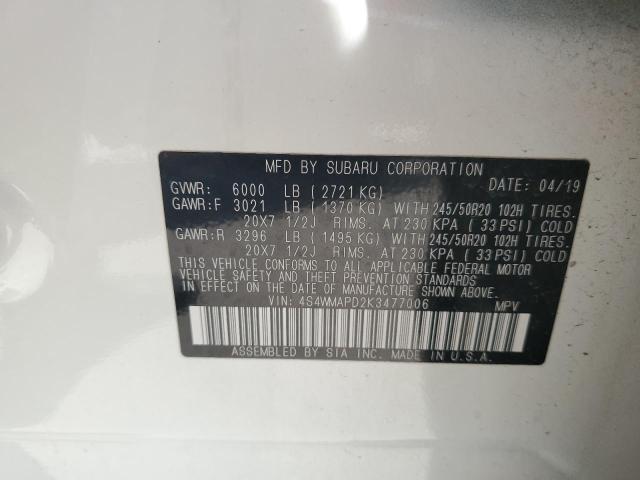 MFD BY SUBARU CORPORATION
DATE: 04/19
GVWR: 6000 LB (2721 KG)
GAWR:F 3021 LB (1370 KG) WITH 245/50R20 102H TIRES.
20X7 1/2J RIMS. AT 230 KPA (33 PSI) COLD
GAWR:R 3296 LB (1495 KG) WITH 245/50R20 102H TIRES.
20X7 1/2J RIMS. AT 230 KPA (33 PSI) COLD
THIS VEHICLE CONFORMS TO ALL APPLICABLE FEDERAL MOTOR
VEHICLE SAFETY AND THEFT PREVENTION STANDARDS
IN EFFECT ON THE DATE OF MANUFACTURE SHOWN ABOVE.
VIN: 4S4WMAPD2K3477006 MPV
ASSEMBLED BY SIA INC. MADE IN U.S.A.